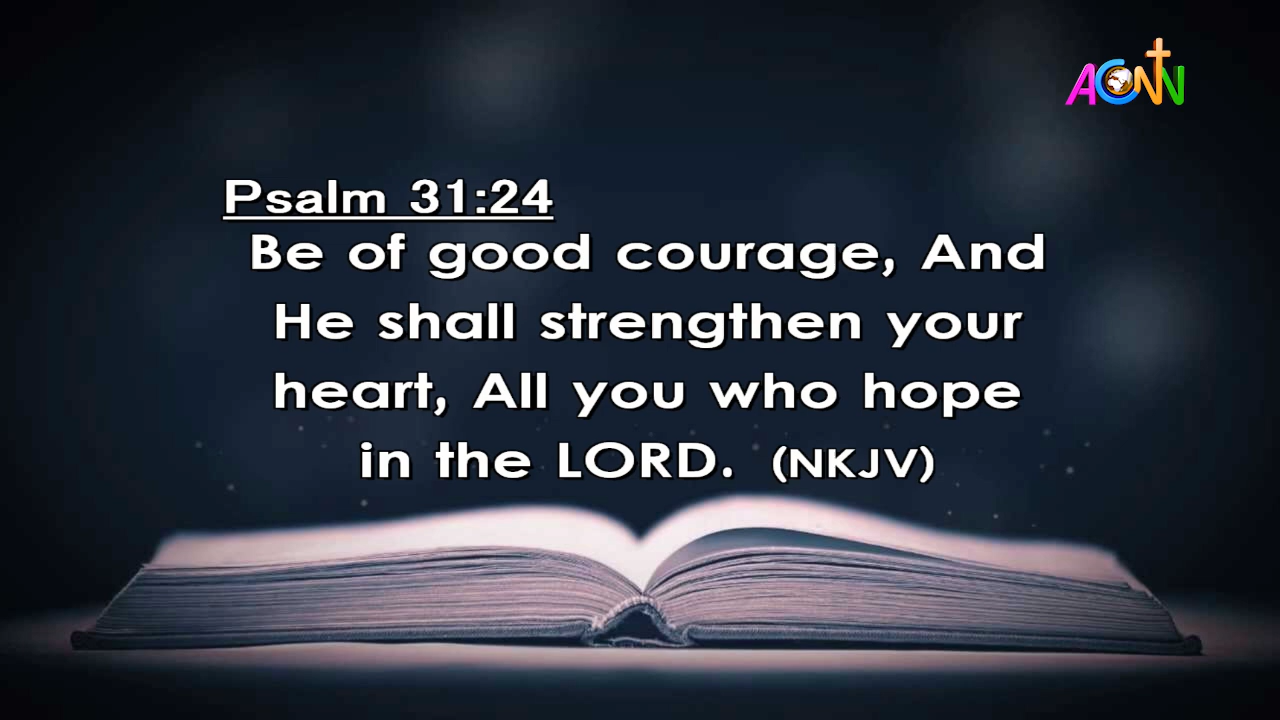 ACNN
Psalm 31:24
Be of good courage, And
He shall strengthen your
heart, All you who hope
in the LORD. (NKJV)